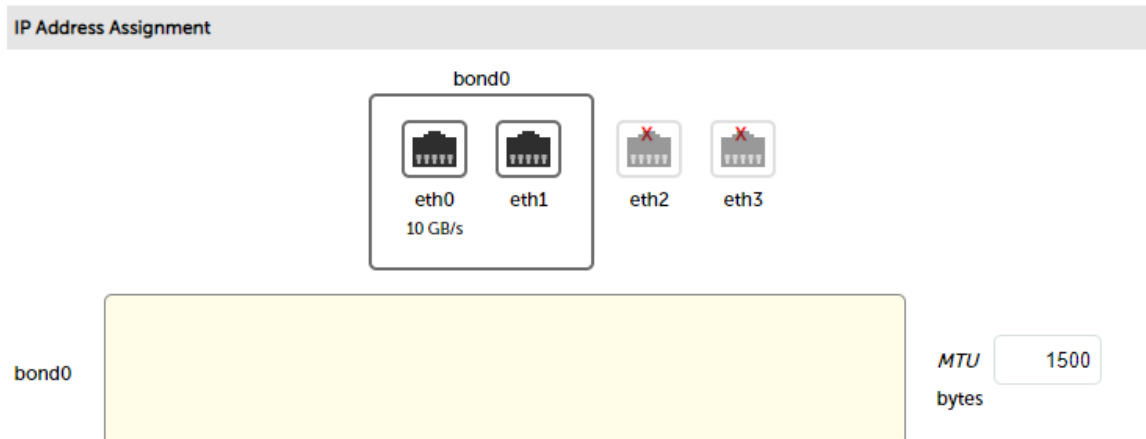 IP Address Assignment
bond0
X X
eth0 eth1 eth2 eth3
10 GB/s
bond0 MTU 1500
bytes